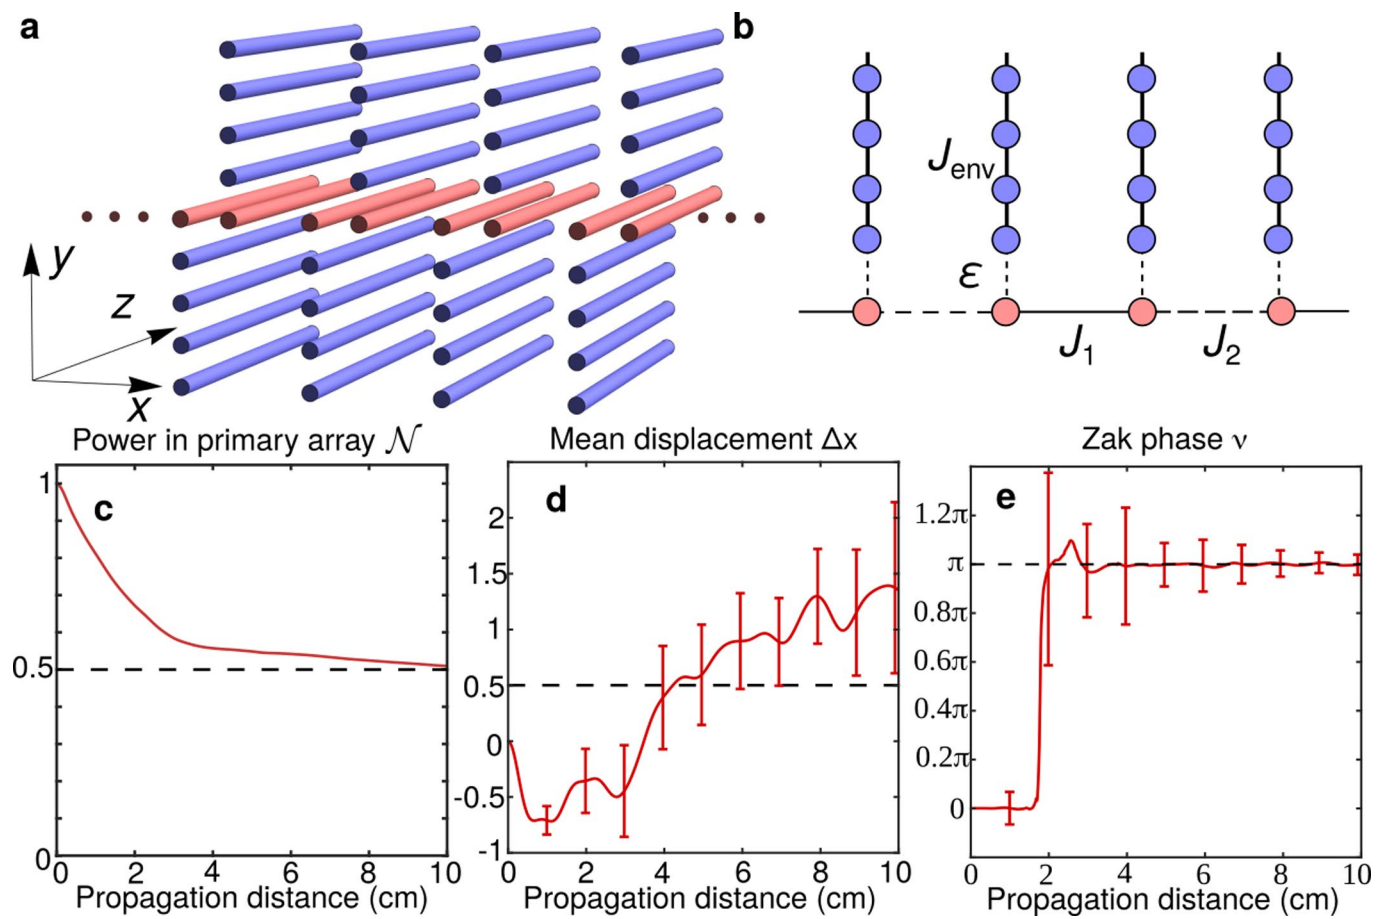 a
y
z
x
b
J_env
ε
J_1
J_2
Power in primary array 𝒩
c
1
0.5
0
0 2 4 6 8 10
Propagation distance (cm)
Mean displacement Δx
d
2
1.5
1
0.5
0
-0.5
-1
0 2 4 6 8 10
Propagation distance (cm)
Zak phase ν
e
1.2π
π
0.8π
0.6π
0.4π
0.2π
0
0 2 4 6 8 10
Propagation distance (cm)